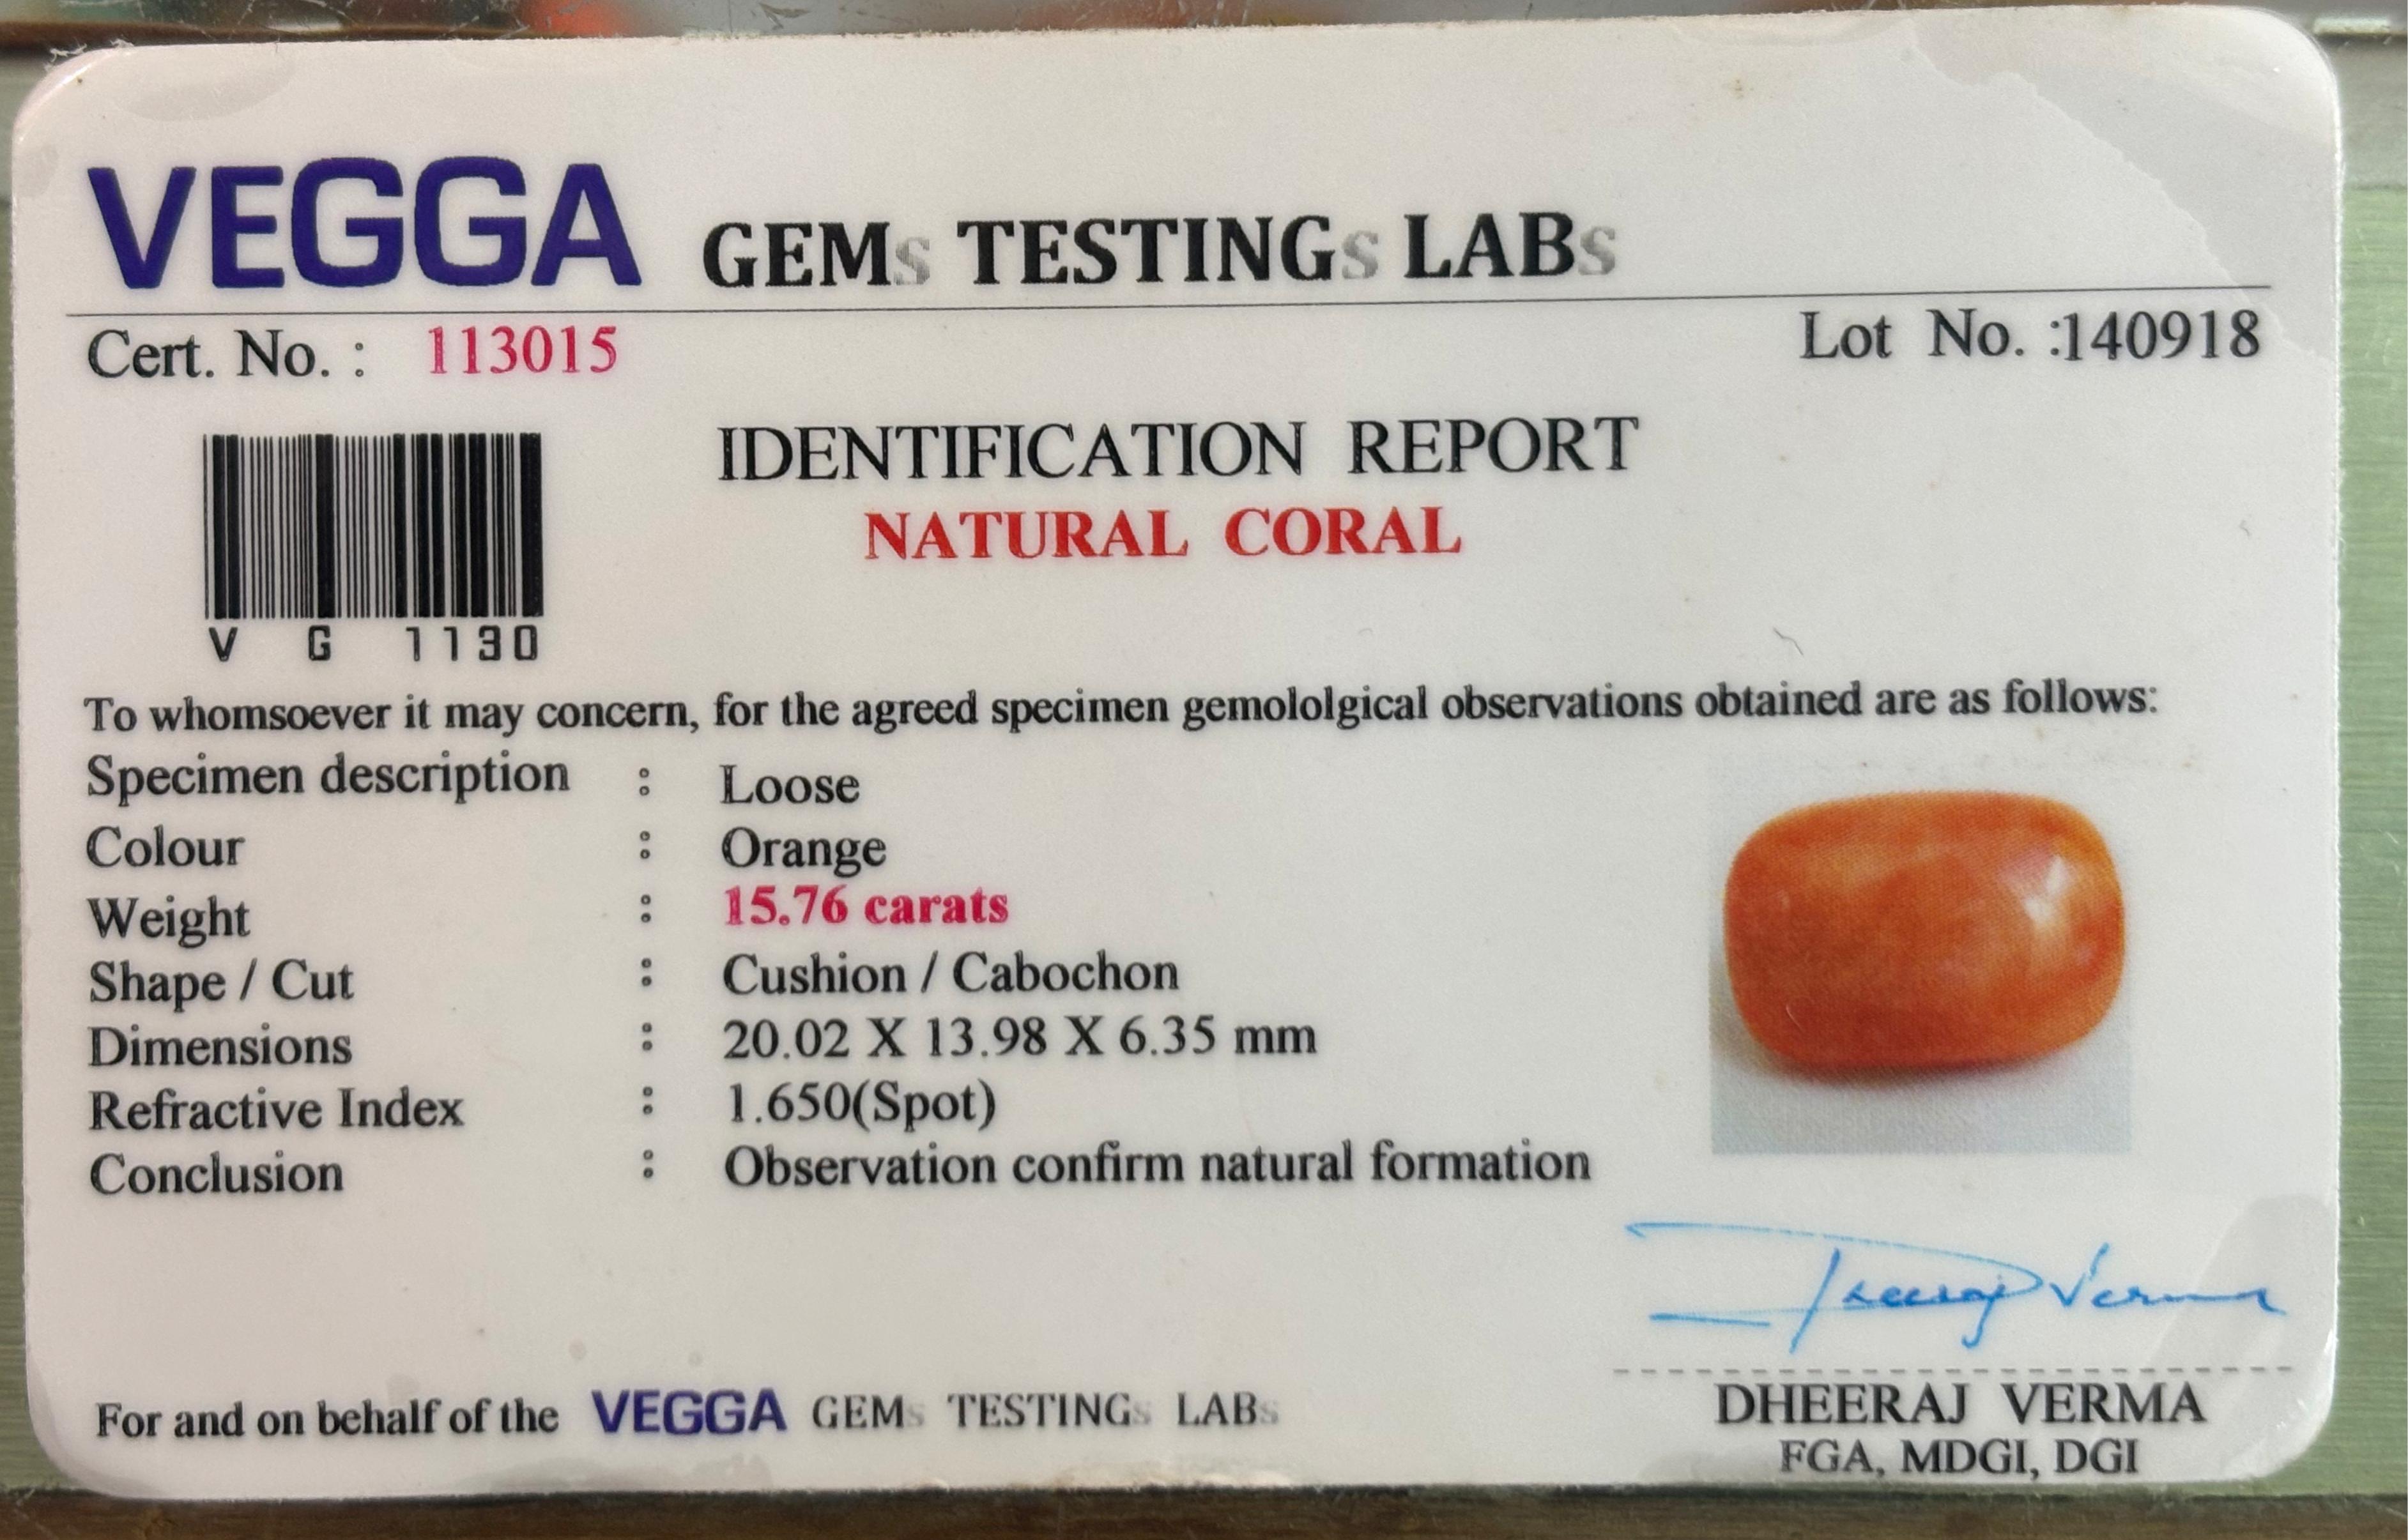 VEGGA GEMs TESTINGs LABs
Cert. No. : 113015 Lot No. :140918
IDENTIFICATION REPORT
NATURAL CORAL
V G 1130
To whomsoever it may concern, for the agreed specimen gemololgical observations obtained are as follows:
Specimen description : Loose
Colour : Orange
Weight : 15.76 carats
Shape / Cut : Cushion / Cabochon
Dimensions : 20.02 X 13.98 X 6.35 mm
Refractive Index : 1.650(Spot)
Conclusion : Observation confirm natural formation
Dheeraj Verma
For and on behalf of the VEGGA GEMs TESTINGs LABs
DHEERAJ VERMA
FGA, MDGI, DGI